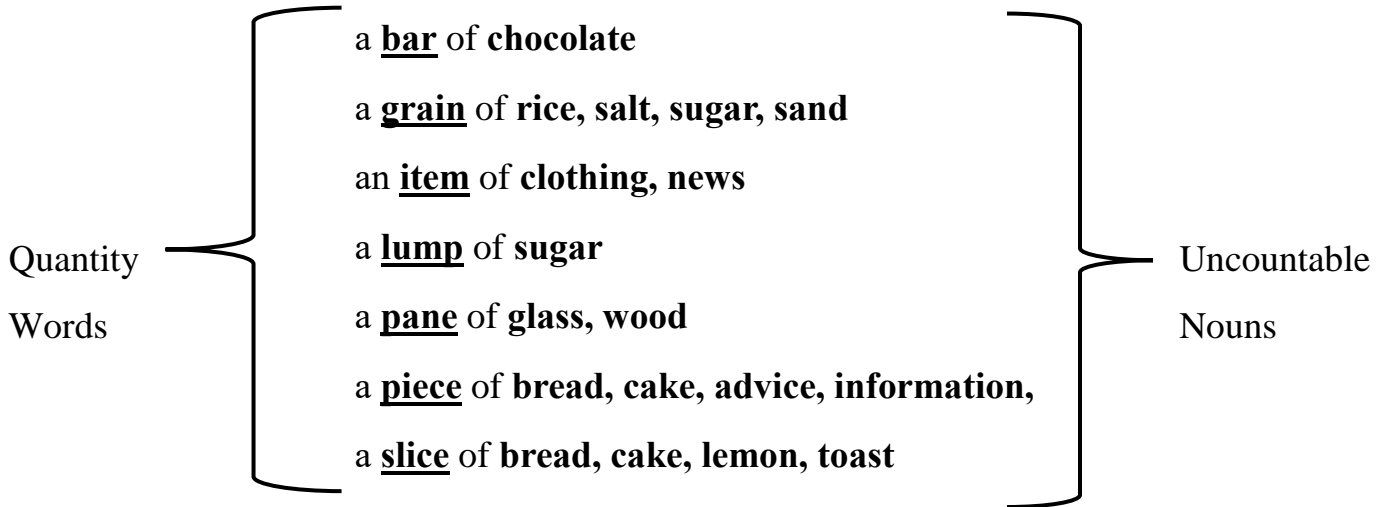 a bar of chocolate
a grain of rice, salt, sugar, sand
an item of clothing, news
Quantity
Words
a lump of sugar
a pane of glass, wood
a piece of bread, cake, advice, information,
a slice of bread, cake, lemon, toast
Uncountable
Nouns